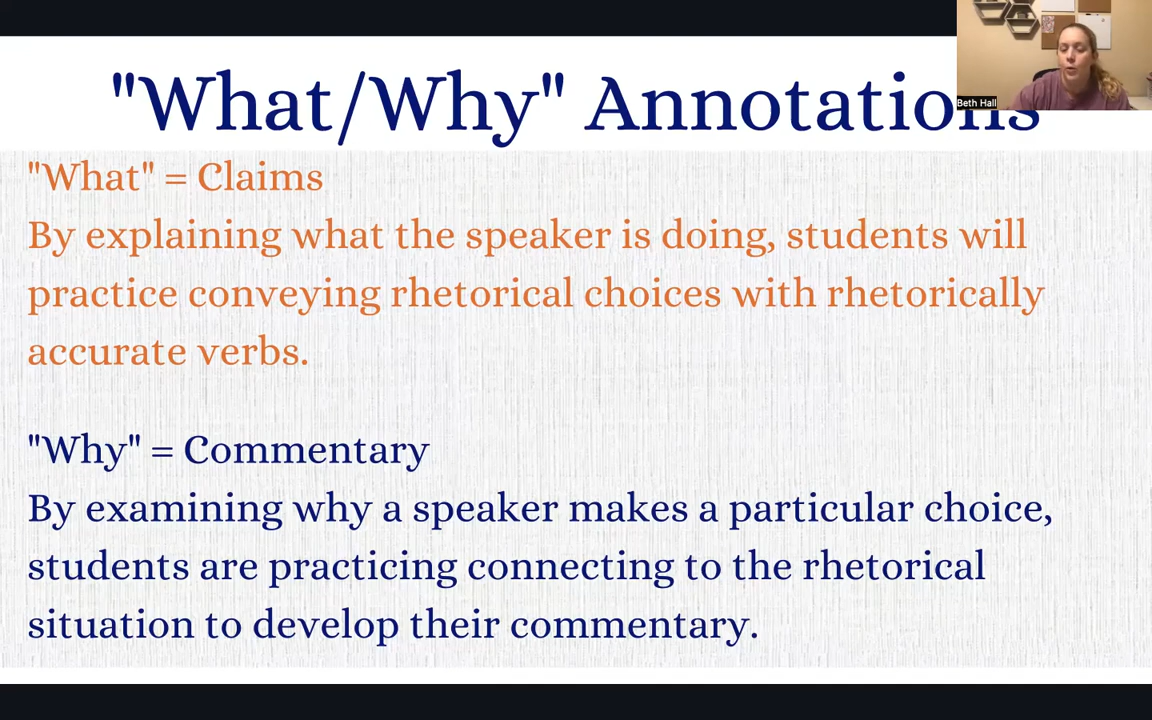 "What/Why" Annotations
Beth Hall
"What" = Claims
By explaining what the speaker is doing, students will
practice conveying rhetorical choices with rhetorically
accurate verbs.
"Why" = Commentary
By examining why a speaker makes a particular choice,
students are practicing connecting to the rhetorical
situation to develop their commentary.